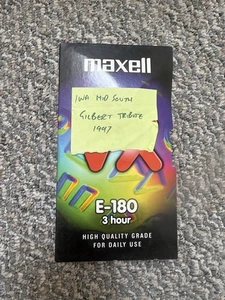 maxell
IWA MID SOUTH
GILBERT TRIBUTE
1997
E-180
3 hour
HIGH QUALITY GRADE
FOR DAILY USE